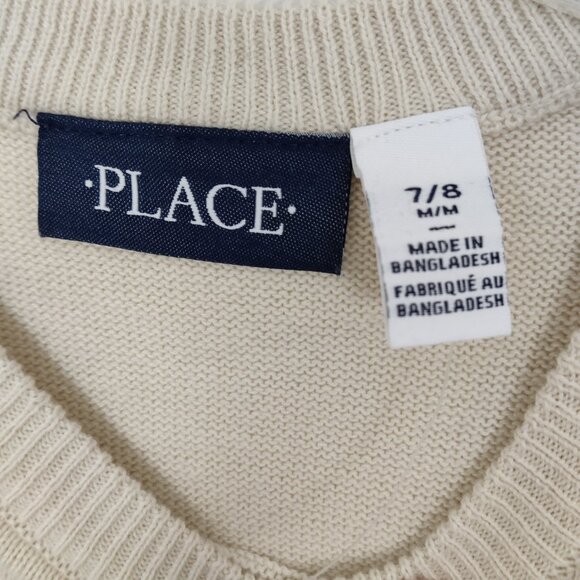 ·PLACE·
7/8
M/M
MADE IN
BANGLADESH
FABRIQUÉ AU
BANGLADESH